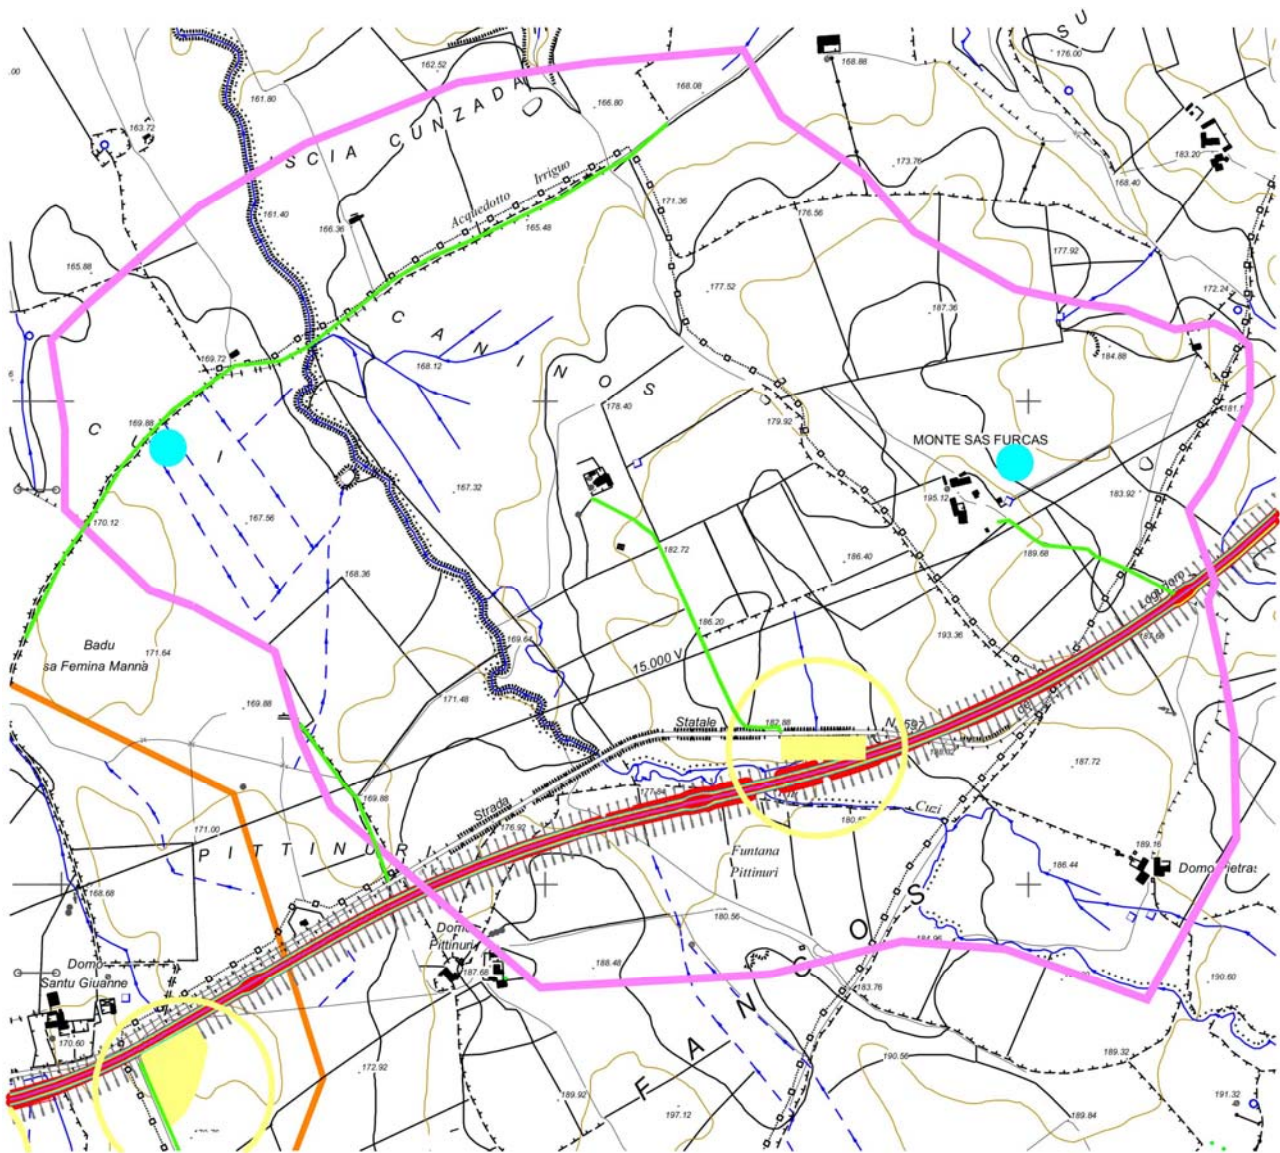 SU
176.00
.00
162.52
168.88
168.08
161.80
166.80
163.72
SCIA CUNZADA
183.20
173.76
168.40
Acquedotto Irriguo
171.36
176.56
161.40
166.36
165.48
177.92
165.88
172.24
177.52
187.36
CANINOS
169.72
168.12
184.88
178.40
169.88
179.92
MONTE SAS FURCAS
167.32
195.12
183.92
170.12
167.56
182.72
186.40
189.68
168.36
Logudoro
186.20
169.64
193.36
187.60
Badu
sa Femina Manna
171.64
15.000 V
171.48
169.88
Statale
182.88
N.
597
del
187.72
177.84
169.88
Strada
176.92
Cuzi
171.00
PITTINURI
Funtana
Pittinuri
189.16
186.44
Domo Pietras
168.68
180.56
Domo
Pittinuri
184.96
Domo
Santu Giuanne
187.68
188.48
190.60
183.76
170.60
FANCOS
172.92
190.56
189.32
189.92
197.12
191.32
189.84